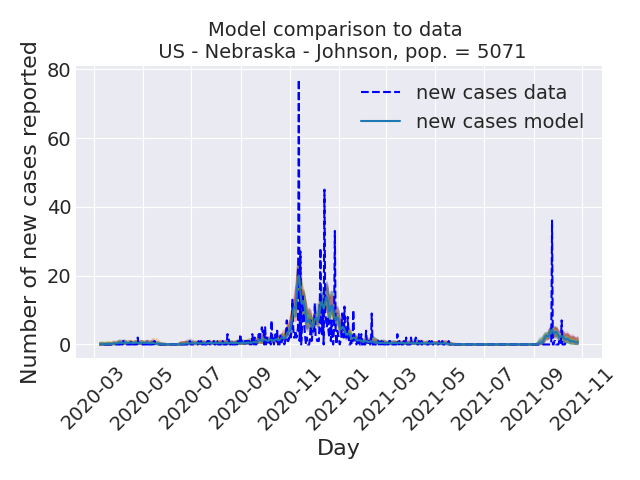 Model comparison to data
US - Nebraska - Johnson, pop. = 5071
new cases data
new cases model
Number of new cases reported
80
60
40
20
0
2020-03
2020-05
2020-07
2020-09
2020-11
2021-01
2021-03
2021-05
2021-07
2021-09
2021-11
Day